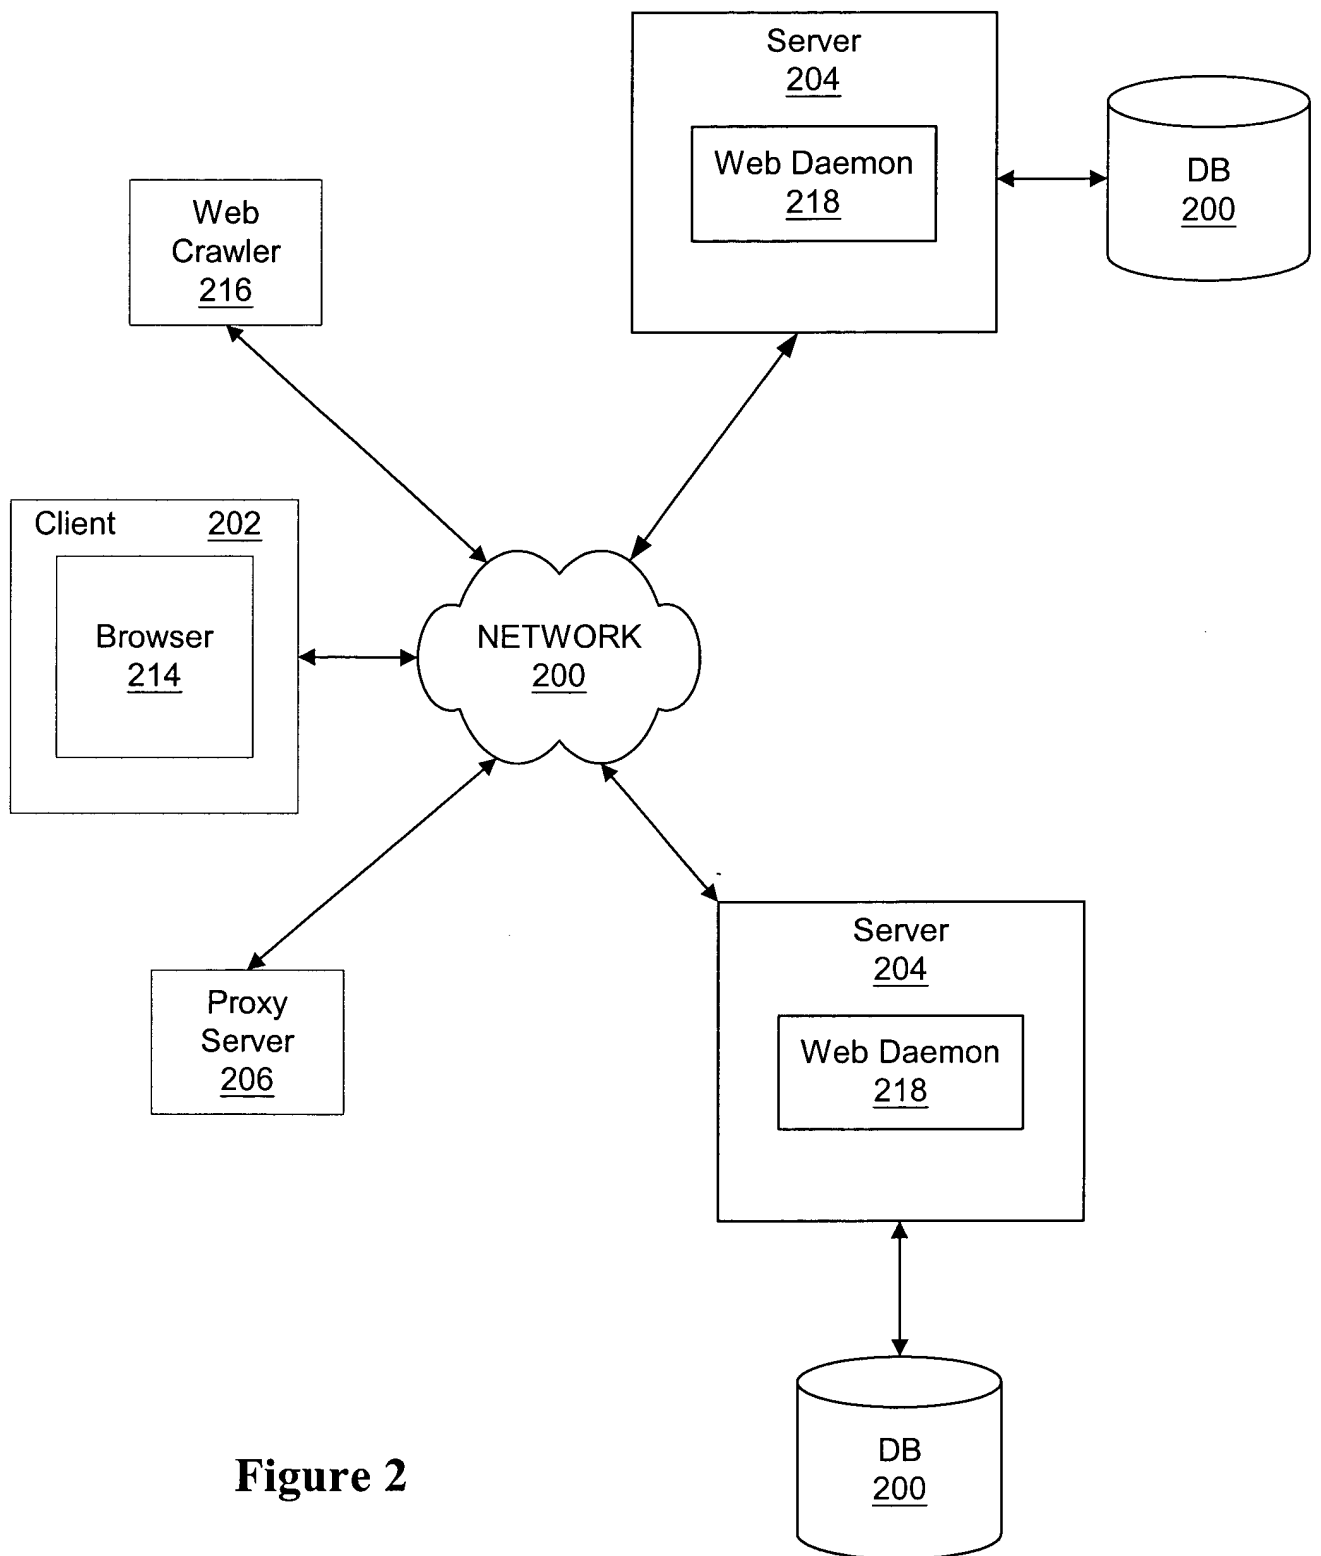 Server
204
Web Daemon
218
DB
200
Web
Crawler
216
Client 202
Browser
214
NETWORK
200
Proxy
Server
206
Server
204
Web Daemon
218
DB
200
Figure 2